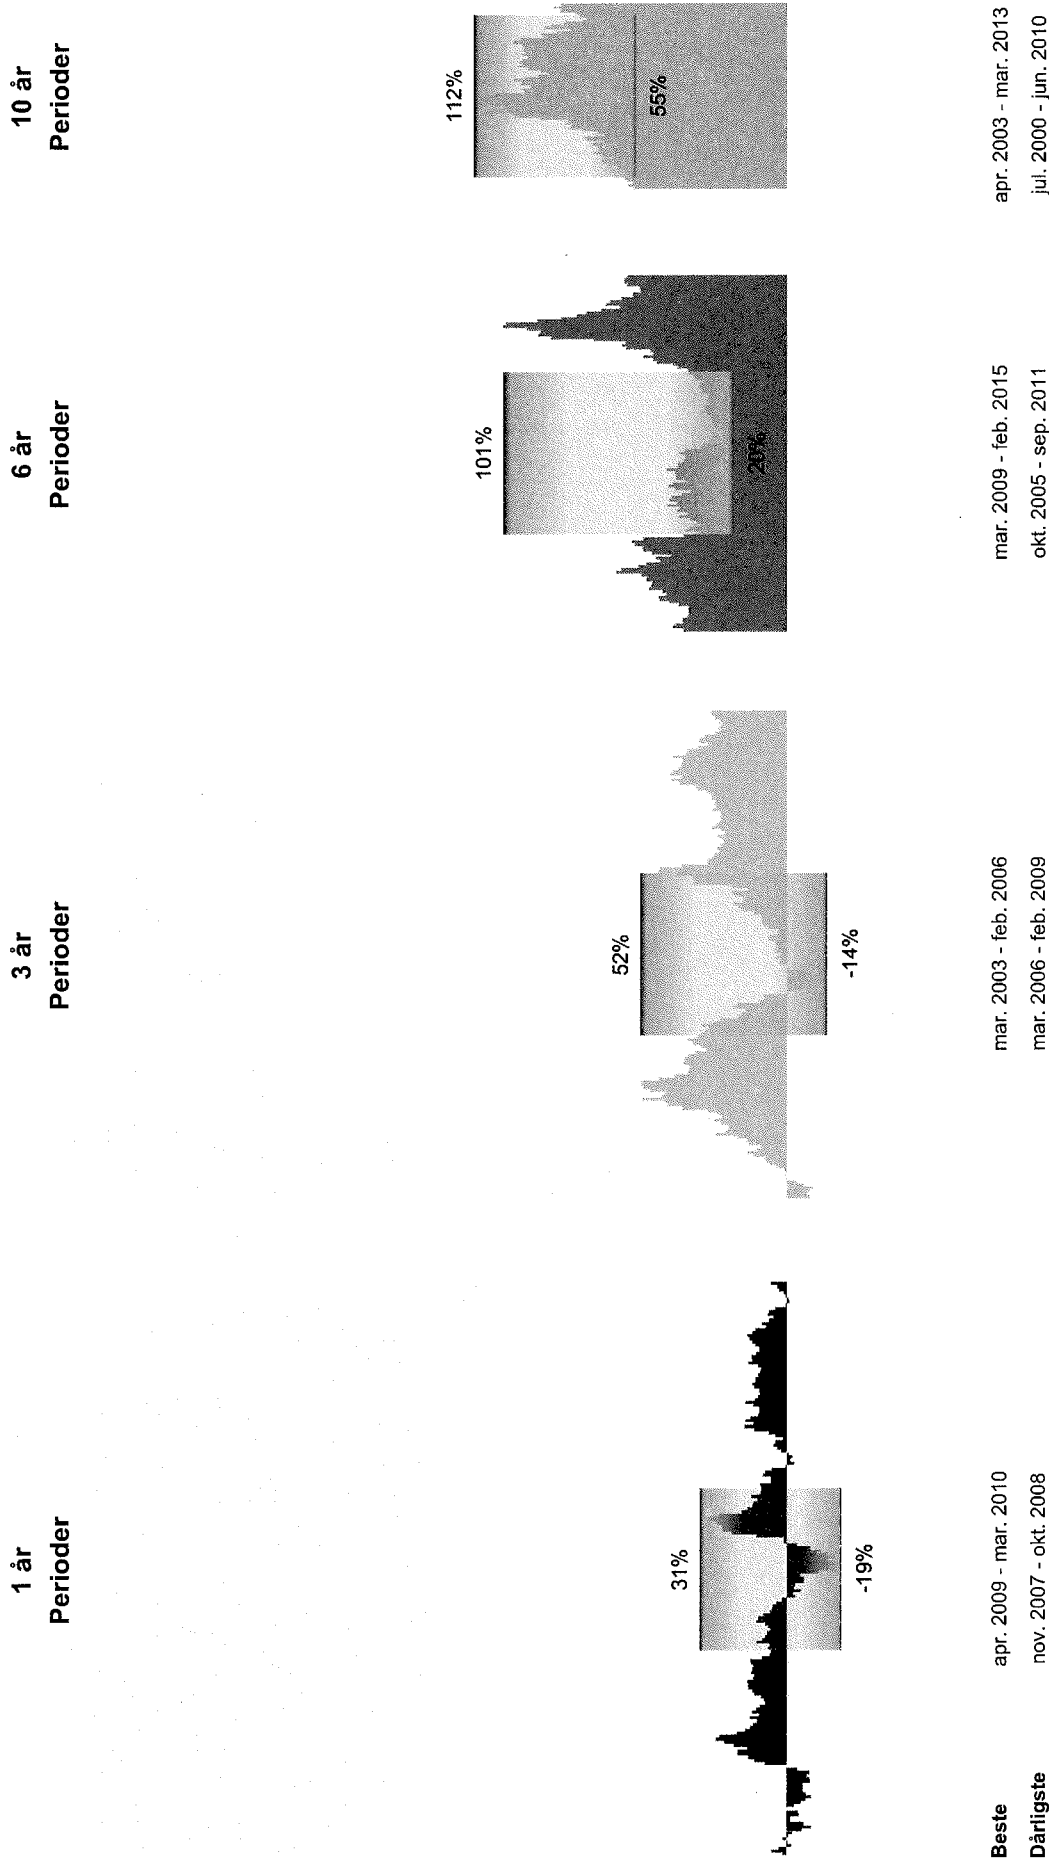 1 år
Perioder
3 år
Perioder
6 år
Perioder
10 år
Perioder
31%
-19%
52%
-14%
101%
20%
112%
55%
Beste apr. 2009 - mar. 2010 mar. 2003 - feb. 2006 mar. 2009 - feb. 2015 apr. 2003 - mar. 2013
Dårligste nov. 2007 - okt. 2008 mar. 2006 - feb. 2009 okt. 2005 - sep. 2011 jul. 2000 - jun. 2010